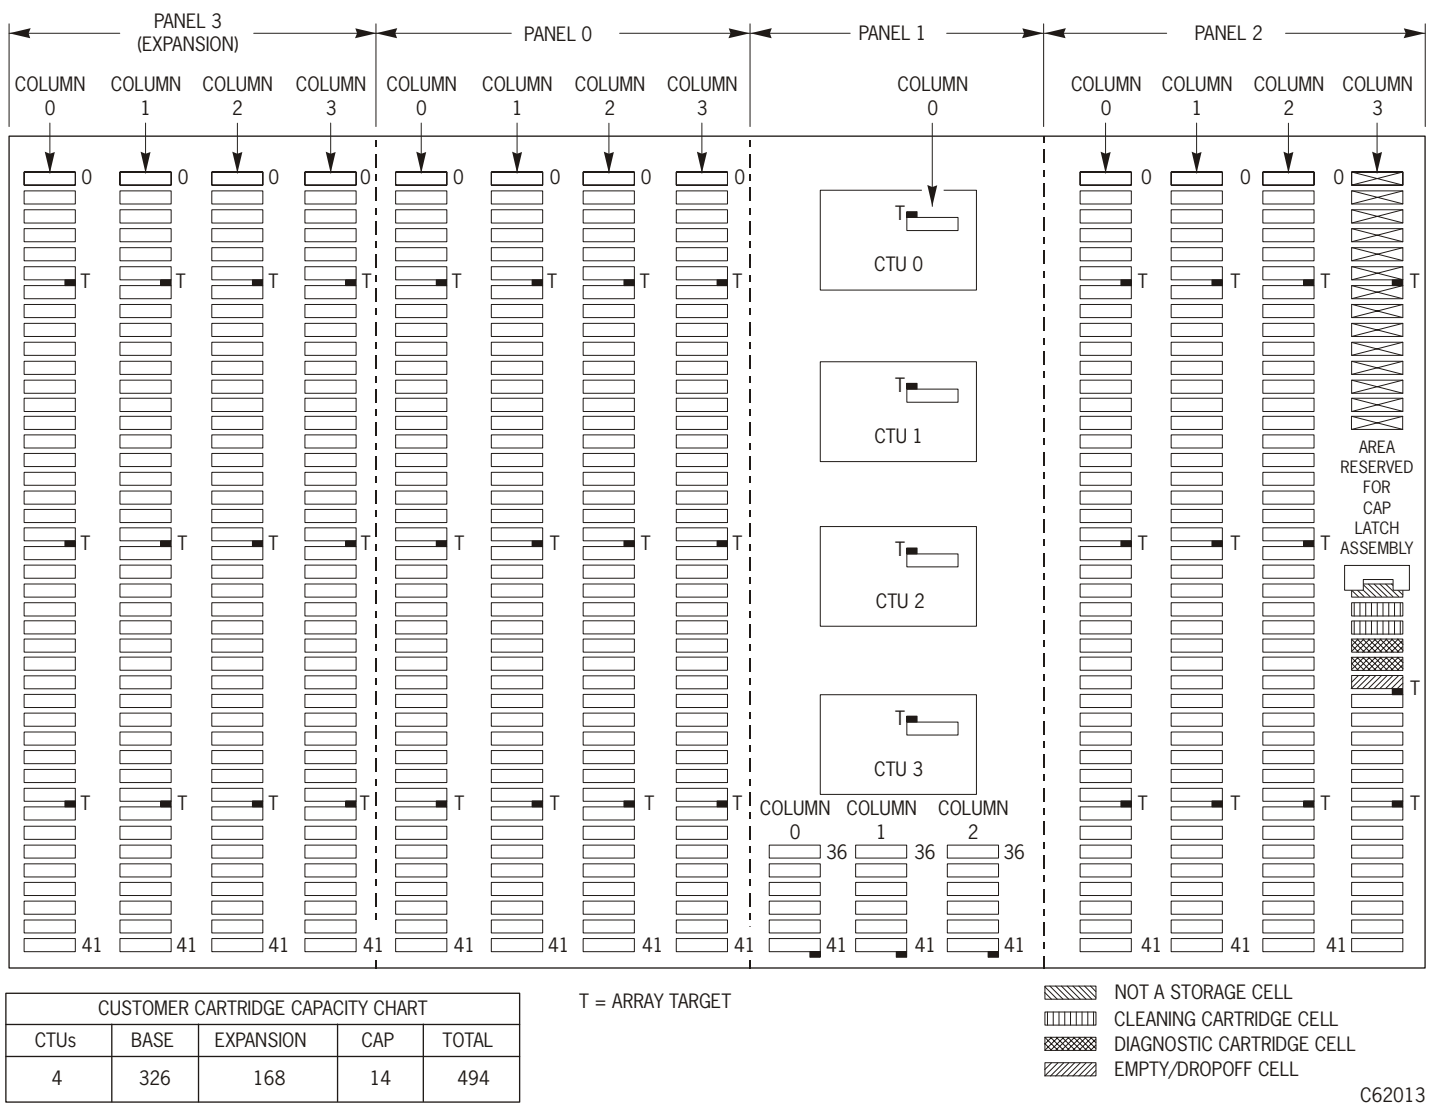 PANEL 3
(EXPANSION)
PANEL 0
PANEL 1
PANEL 2
COLUMN COLUMN COLUMN COLUMN COLUMN COLUMN COLUMN COLUMN COLUMN COLUMN COLUMN COLUMN COLUMN
0 1 2 3 0 1 2 3 0 0 1 2 3
0 0 0 0 0 0 0 0 0 0 0
T
CTU 0
T T T T T T T T T T T T
T
CTU 1
AREA
RESERVED
FOR
CAP
LATCH
ASSEMBLY
T T T T T T T T T T T
T
CTU 2
T
T
CTU 3
T T T T T T T T T T T T
COLUMN COLUMN COLUMN
0 1 2
36 36 36
41 41 41 41 41 41 41 41 41 41 41 41 41 41
CUSTOMER CARTRIDGE CAPACITY CHART
CTUs BASE EXPANSION CAP TOTAL
4 326 168 14 494
T = ARRAY TARGET
NOT A STORAGE CELL
CLEANING CARTRIDGE CELL
DIAGNOSTIC CARTRIDGE CELL
EMPTY/DROPOFF CELL
C62013